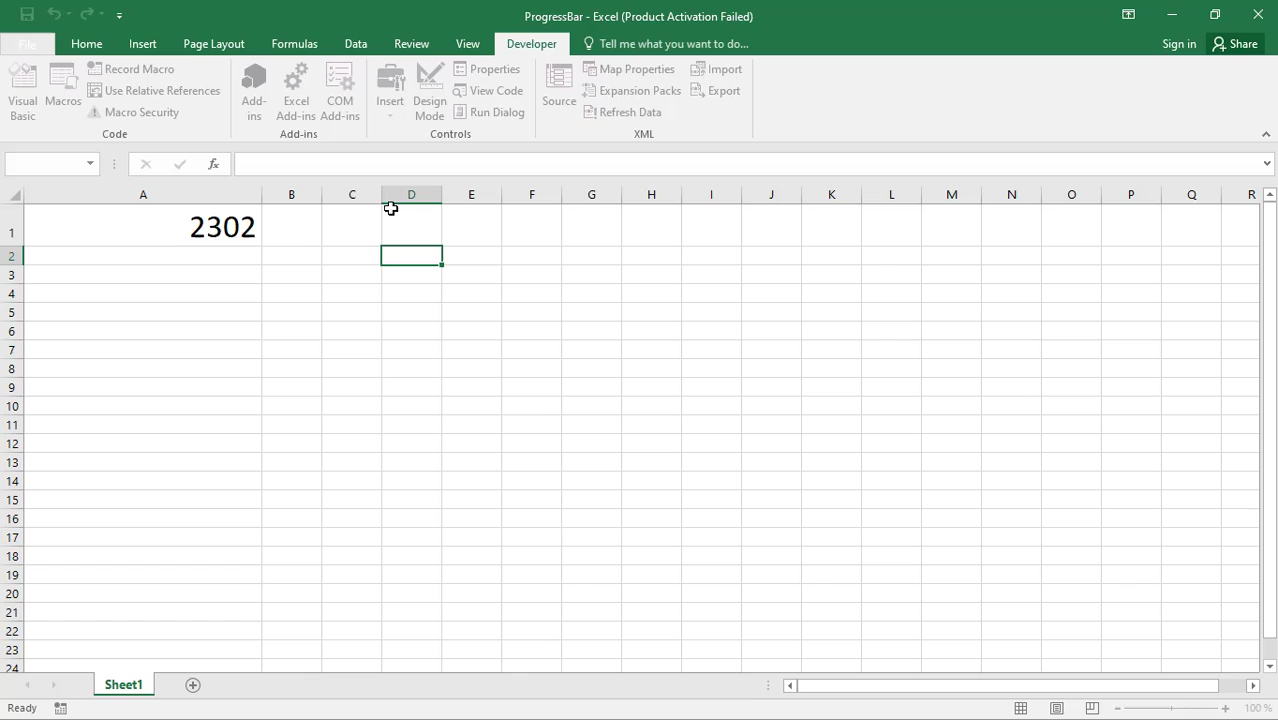 ProgressBar - Excel (Product Activation Failed)
File Home Insert Page Layout Formulas Data Review View Developer Tell me what you want to do... Sign in Share
Visual Basic
Macros
Record Macro
Use Relative References
Macro Security
Code
Add-ins
Excel Add-ins
COM Add-ins
Add-ins
Insert
Design Mode
Properties
View Code
Run Dialog
Controls
Source
Map Properties
Expansion Packs
Refresh Data
Import
Export
XML
fx
A B C D E F G H I J K L M N O P Q R
1 2302
2
3
4
5
6
7
8
9
10
11
12
13
14
15
16
17
18
19
20
21
22
23
24
Sheet1
Ready 100 %